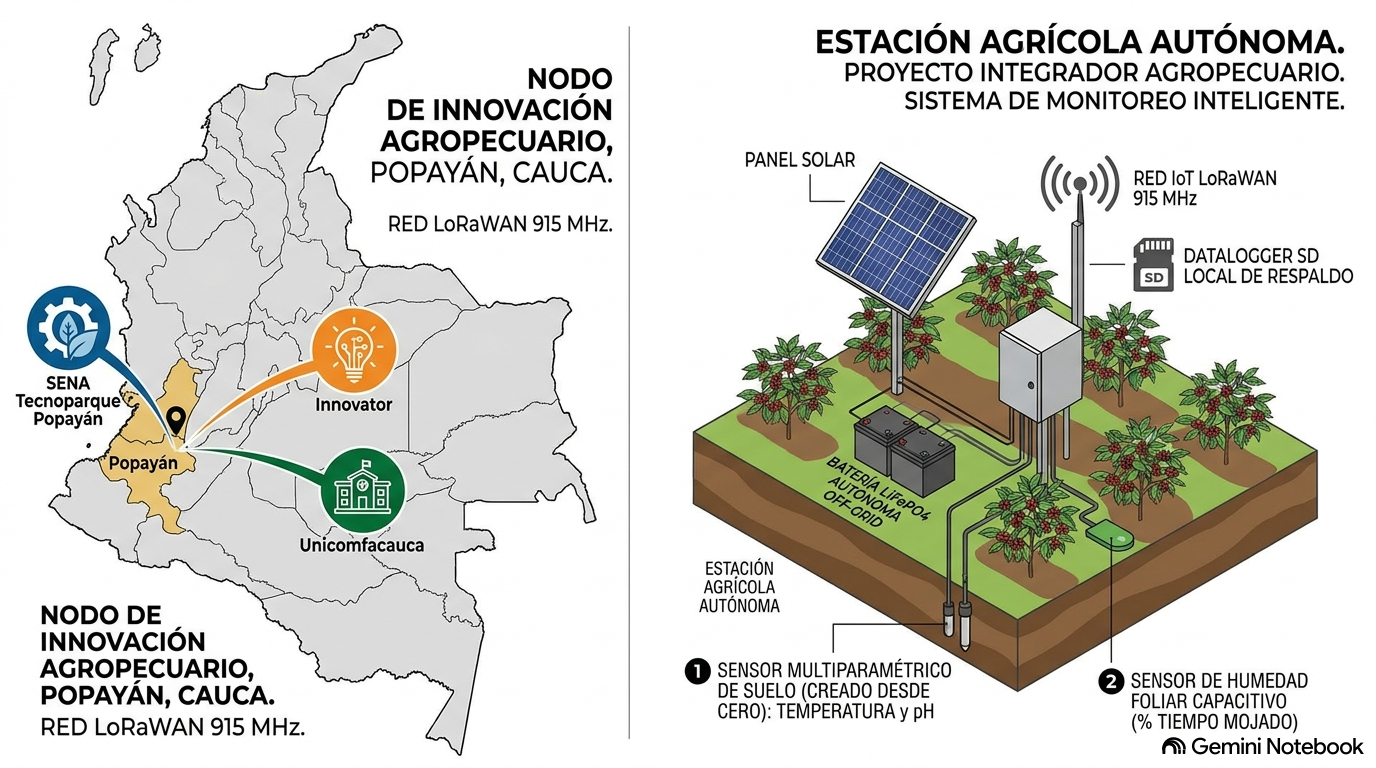 NODO
DE INNOVACIÓN
AGROPECUARIO,
POPAYÁN, CAUCA.
RED LoRaWAN 915 MHz.
SENA
Tecnoparque
Popayán
Innovator
Popayán
Unicomfacauca
NODO DE
INNOVACIÓN
AGROPECUARIO,
POPAYÁN, CAUCA.
RED LoRaWAN 915 MHz.
ESTACIÓN AGRÍCOLA AUTÓNOMA.
PROYECTO INTEGRADOR AGROPECUARIO.
SISTEMA DE MONITOREO INTELIGENTE.
PANEL SOLAR
RED IoT LoRaWAN
915 MHz
SD
DATALOGGER SD
LOCAL DE RESPALDO
BATERÍA LiFePO4
AUTÓNOMA
OFF-GRID
ESTACIÓN
AGRÍCOLA
AUTÓNOMA
1 SENSOR MULTIPARAMÉTRICO
DE SUELO (CREADO DESDE
CERO): TEMPERATURA y pH
2 SENSOR DE HUMEDAD
FOLIAR CAPACITIVO
(% TIEMPO MOJADO)
Gemini Notebook